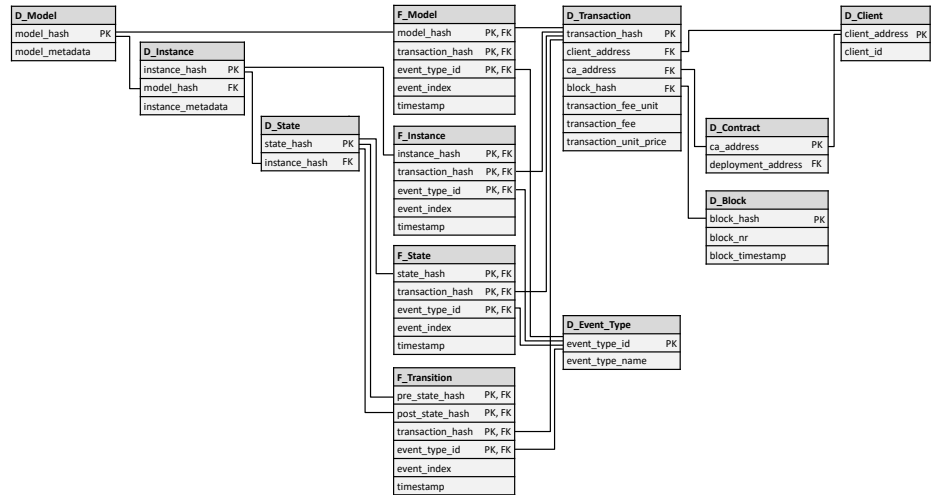 D_Model
model_hash PK
model_metadata
D_Instance
instance_hash PK
model_hash FK
instance_metadata
D_State
state_hash PK
instance_hash FK
F_Model
model_hash PK, FK
transaction_hash PK, FK
event_type_id PK, FK
event_index
timestamp
F_Instance
instance_hash PK, FK
transaction_hash PK, FK
event_type_id PK, FK
event_index
timestamp
F_State
state_hash PK, FK
transaction_hash PK, FK
event_type_id PK, FK
event_index
timestamp
F_Transition
pre_state_hash PK, FK
post_state_hash PK, FK
transaction_hash PK, FK
event_type_id PK, FK
event_index
timestamp
D_Transaction
transaction_hash PK
client_address FK
ca_address FK
block_hash FK
transaction_fee_unit
transaction_fee
transaction_unit_price
D_Event_Type
event_type_id PK
event_type_name
D_Client
client_address PK
client_id
D_Contract
ca_address PK
deployment_address FK
D_Block
block_hash PK
block_nr
block_timestamp